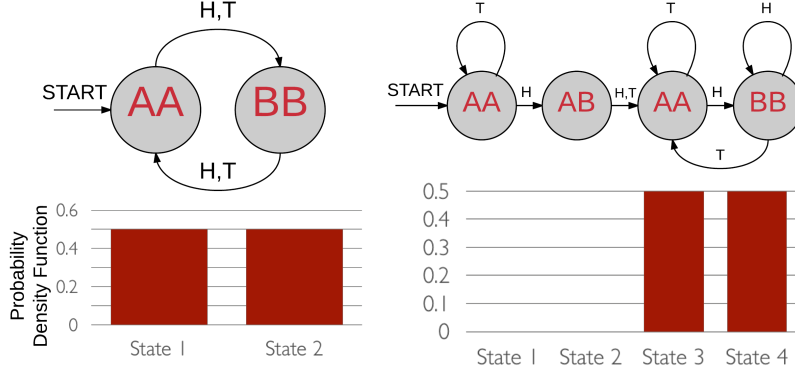 H,T
START
AA
BB
H,T
Probability
Density Function
0.6
0.4
0.2
0
State 1
State 2
T
T
H
START
AA
H
AB
H,T
AA
H
BB
T
0.5
0.4
0.3
0.2
0.1
0
State 1
State 2
State 3
State 4